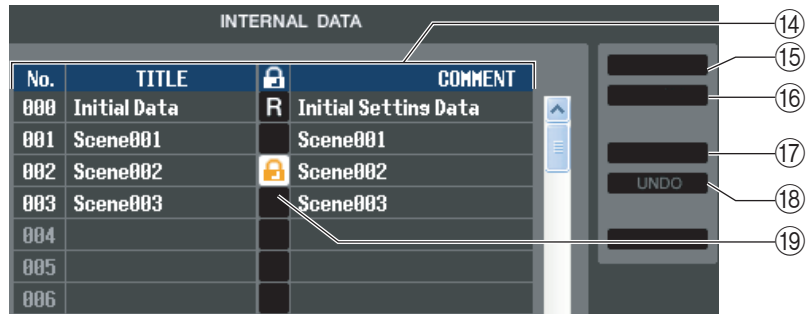 INTERNAL DATA
⑭
⑮
No. TITLE COMMENT
000 Initial Data R Initial Setting Data
⑯
001 Scene001 Scene001
⑰
002 Scene002 Scene002
UNDO
⑱
003 Scene003 Scene003
⑲
004
005
006